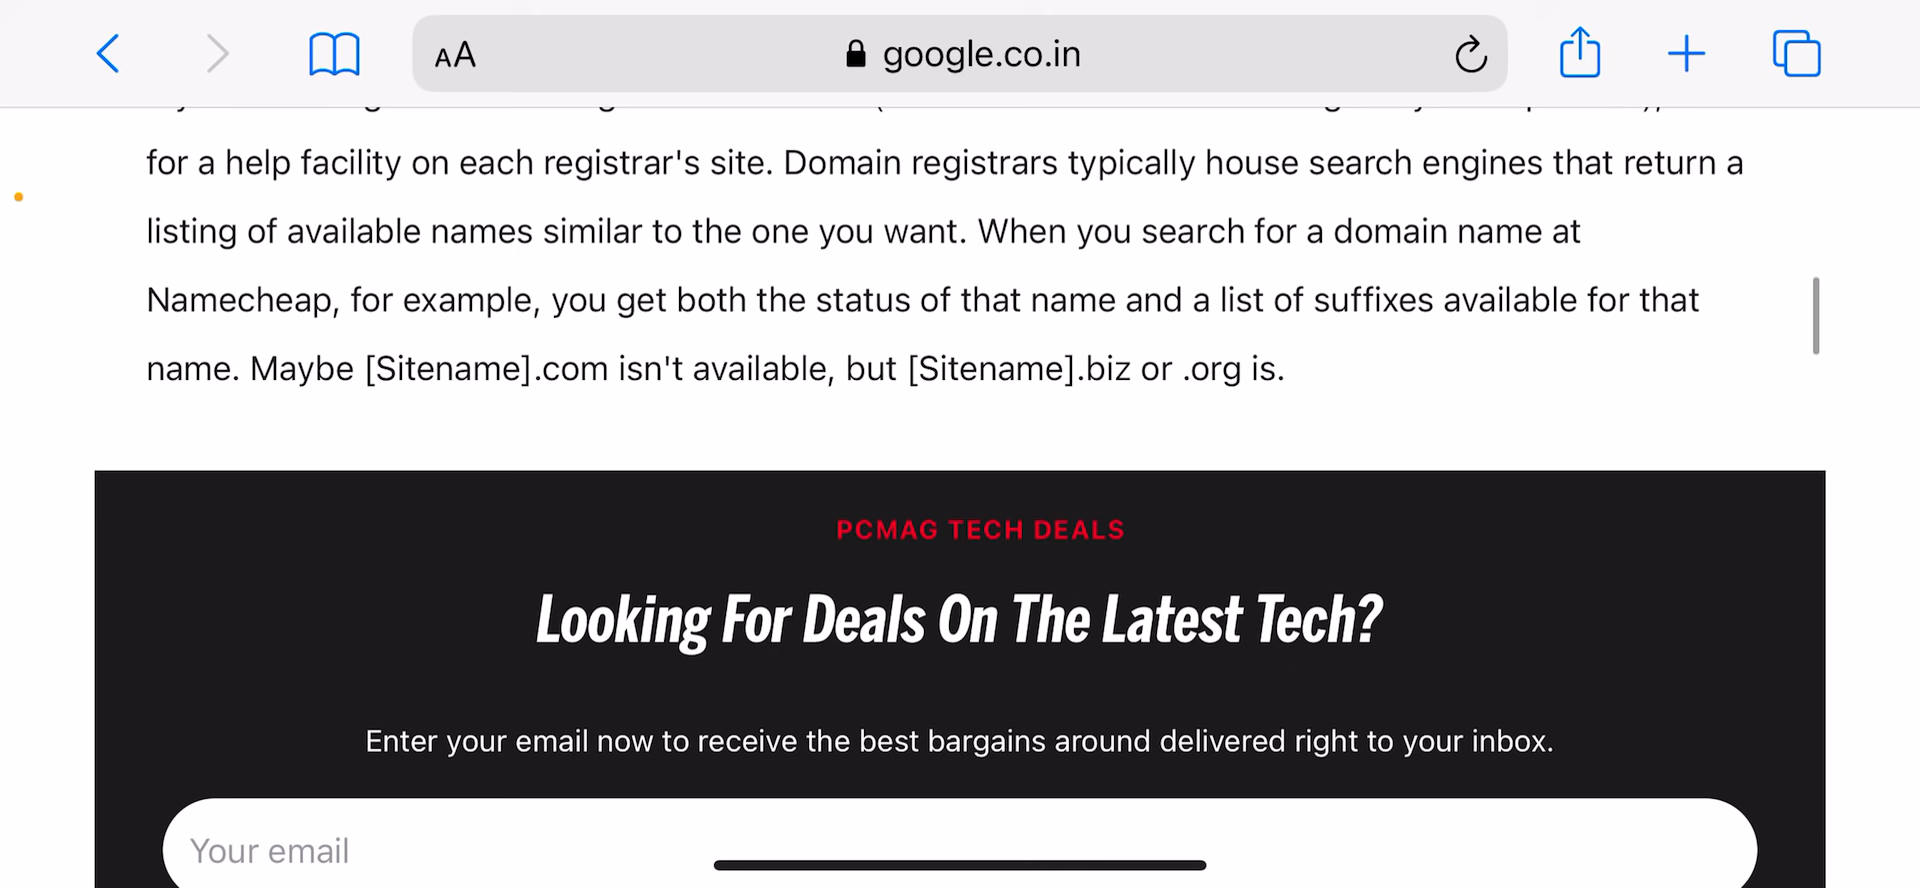 AA
google.co.in
for a help facility on each registrar's site. Domain registrars typically house search engines that return a
listing of available names similar to the one you want. When you search for a domain name at
Namecheap, for example, you get both the status of that name and a list of suffixes available for that
name. Maybe [Sitename].com isn't available, but [Sitename].biz or .org is.
PCMAG TECH DEALS
Looking For Deals On The Latest Tech?
Enter your email now to receive the best bargains around delivered right to your inbox.
Your email